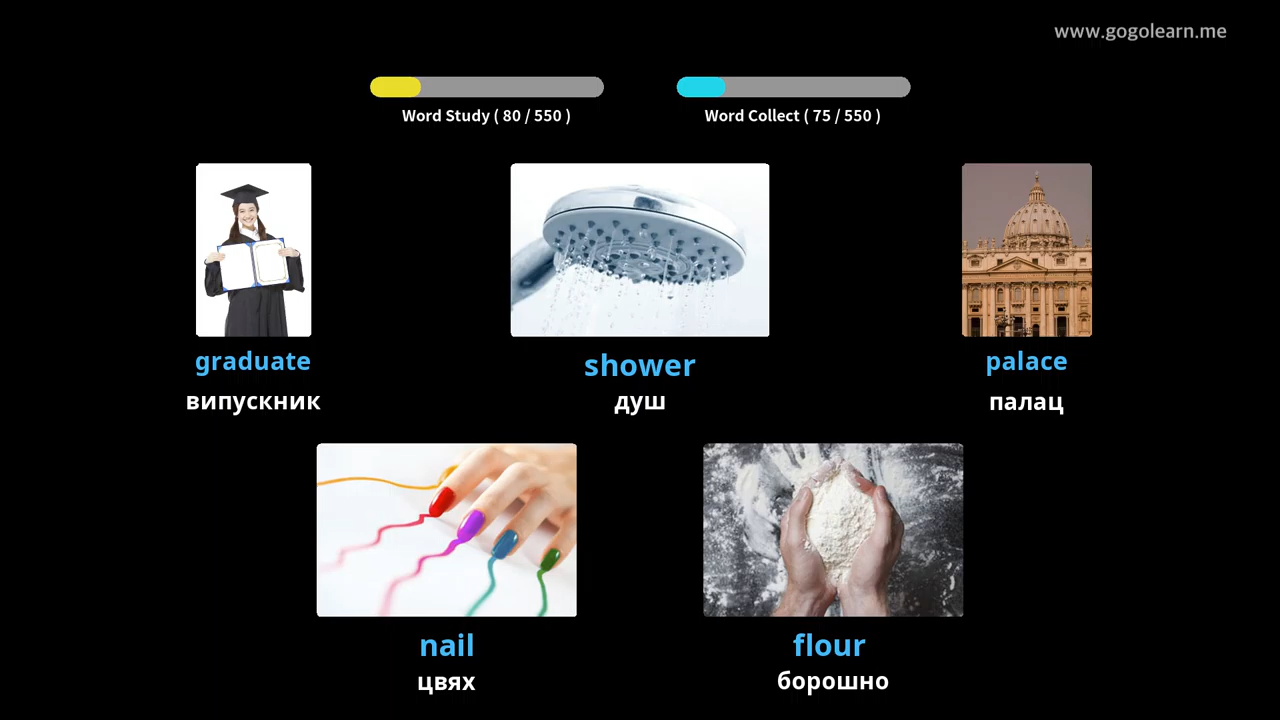 www.gogolearn.me
Word Study ( 80 / 550 )
Word Collect ( 75 / 550 )
graduate
випускник
shower
душ
palace
палац
nail
цвях
flour
борошно